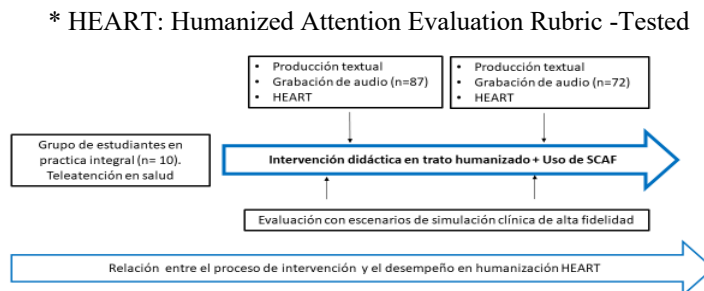 * HEART: Humanized Attention Evaluation Rubric -Tested
• Producción textual
• Grabación de audio (n=87)
• HEART
• Producción textual
• Grabación de audio (n=72)
• HEART
Grupo de estudiantes en
practica integral (n= 10).
Teleatención en salud
Intervención didáctica en trato humanizado + Uso de SCAF
Evaluación con escenarios de simulación clínica de alta fidelidad
Relación entre el proceso de intervención y el desempeño en humanización HEART